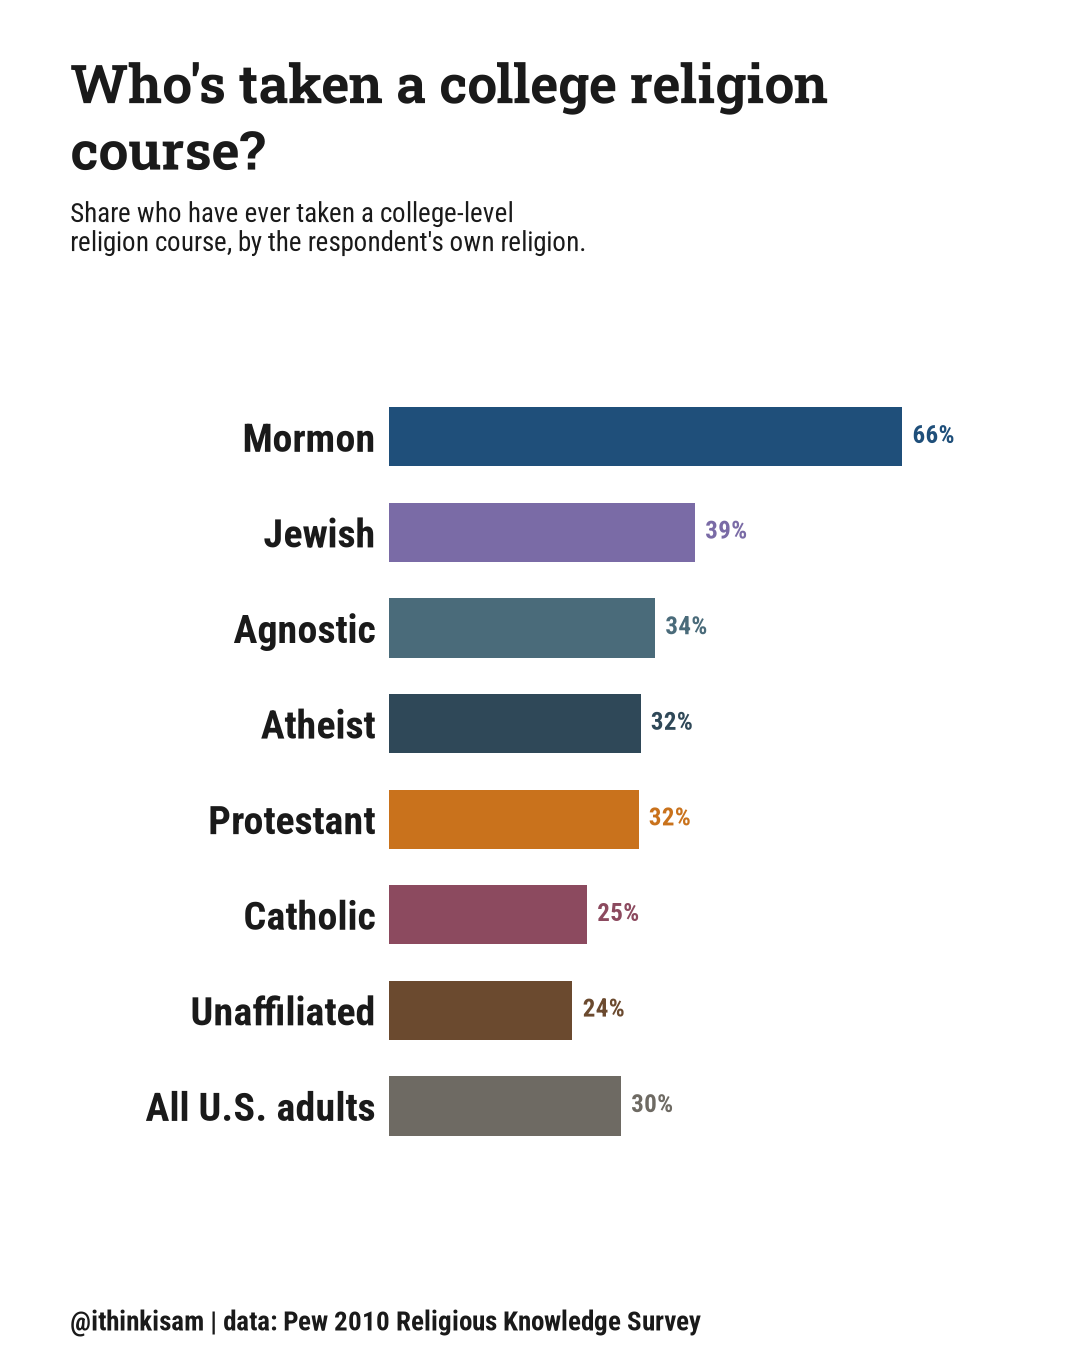 Who's taken a college religion
course?
Share who have ever taken a college-level
religion course, by the respondent's own religion.
Mormon 66%
Jewish 39%
Agnostic 34%
Atheist 32%
Protestant 32%
Catholic 25%
Unaffiliated 24%
All U.S. adults 30%
@ithinkisam | data: Pew 2010 Religious Knowledge Survey